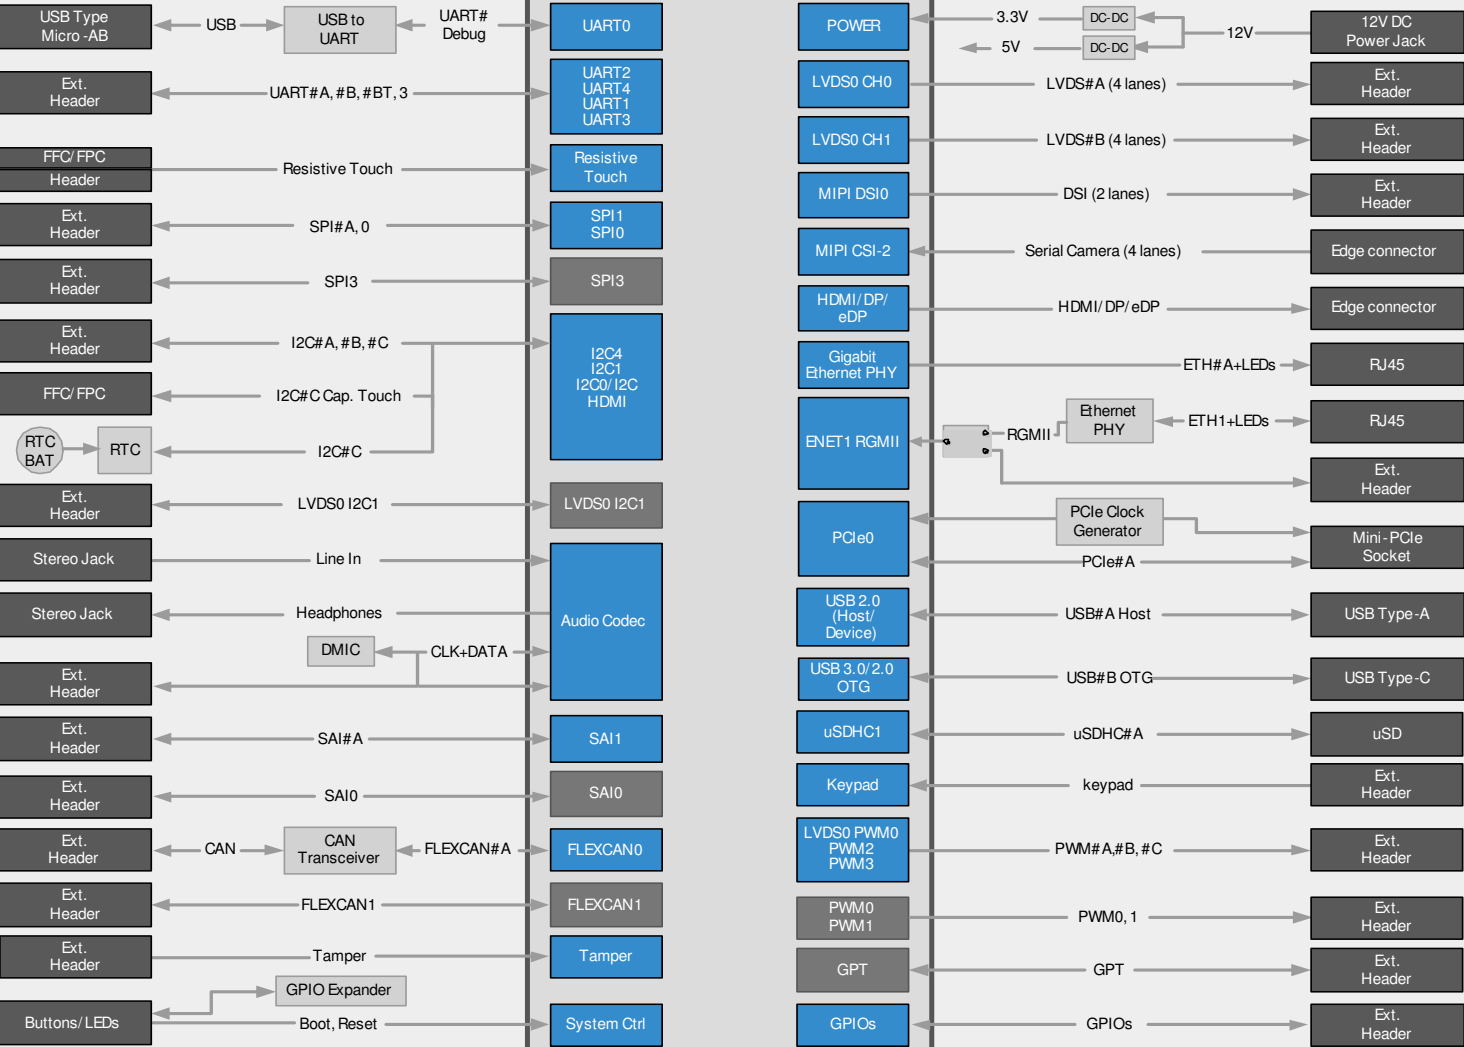 USB Type
Micro-AB
USB
USB to
UART
UART#
Debug
UART0
Ext.
Header
UART#A, #B, #BT, 3
UART2
UART4
UART1
UART3
FFC/FPC
Header
Resistive Touch
Resistive
Touch
Ext.
Header
SPI#A, 0
SPI1
SPI0
Ext.
Header
SPI3
SPI3
Ext.
Header
I2C#A, #B, #C
I2C4
I2C1
I2C0/I2C
HDMI
FFC/FPC
I2C#C Cap. Touch
RTC
BAT
RTC
I2C#C
Ext.
Header
LVDS0 I2C1
LVDS0 I2C1
Stereo Jack
Line In
Audio Codec
Stereo Jack
Headphones
DMIC
CLK+DATA
Ext.
Header
Ext.
Header
SAI#A
SAI1
Ext.
Header
SAI0
SAI0
Ext.
Header
CAN
CAN
Transceiver
FLEXCAN#A
FLEXCAN0
Ext.
Header
FLEXCAN1
FLEXCAN1
Ext.
Header
Tamper
Tamper
GPIO Expander
Buttons/LEDs
Boot, Reset
System Ctrl
POWER
3.3V
DC-DC
5V
DC-DC
12V
12V DC
Power Jack
LVDS0 CH0
LVDS#A (4 lanes)
Ext.
Header
LVDS0 CH1
LVDS#B (4 lanes)
Ext.
Header
MIPI DSI0
DSI (2 lanes)
Ext.
Header
MIPI CSI-2
Serial Camera (4 lanes)
Edge connector
HDMI/DP/
eDP
HDMI/DP/eDP
Edge connector
Gigabit
Ethernet PHY
ETH#A+LEDs
RJ45
ENET1 RGMII
RGMII
Ethernet
PHY
ETH1+LEDs
RJ45
Ext.
Header
PCIe0
PCIe Clock
Generator
PCIe#A
Mini-PCIe
Socket
USB 2.0
(Host/
Device)
USB#A Host
USB Type-A
USB 3.0/2.0
OTG
USB#B OTG
USB Type-C
uSDHC1
uSDHC#A
uSD
Keypad
keypad
Ext.
Header
LVDS0 PWM0
PWM2
PWM3
PWM#A,#B, #C
Ext.
Header
PWM0
PWM1
PWM0, 1
Ext.
Header
GPT
GPT
Ext.
Header
GPIOs
GPIOs
Ext.
Header